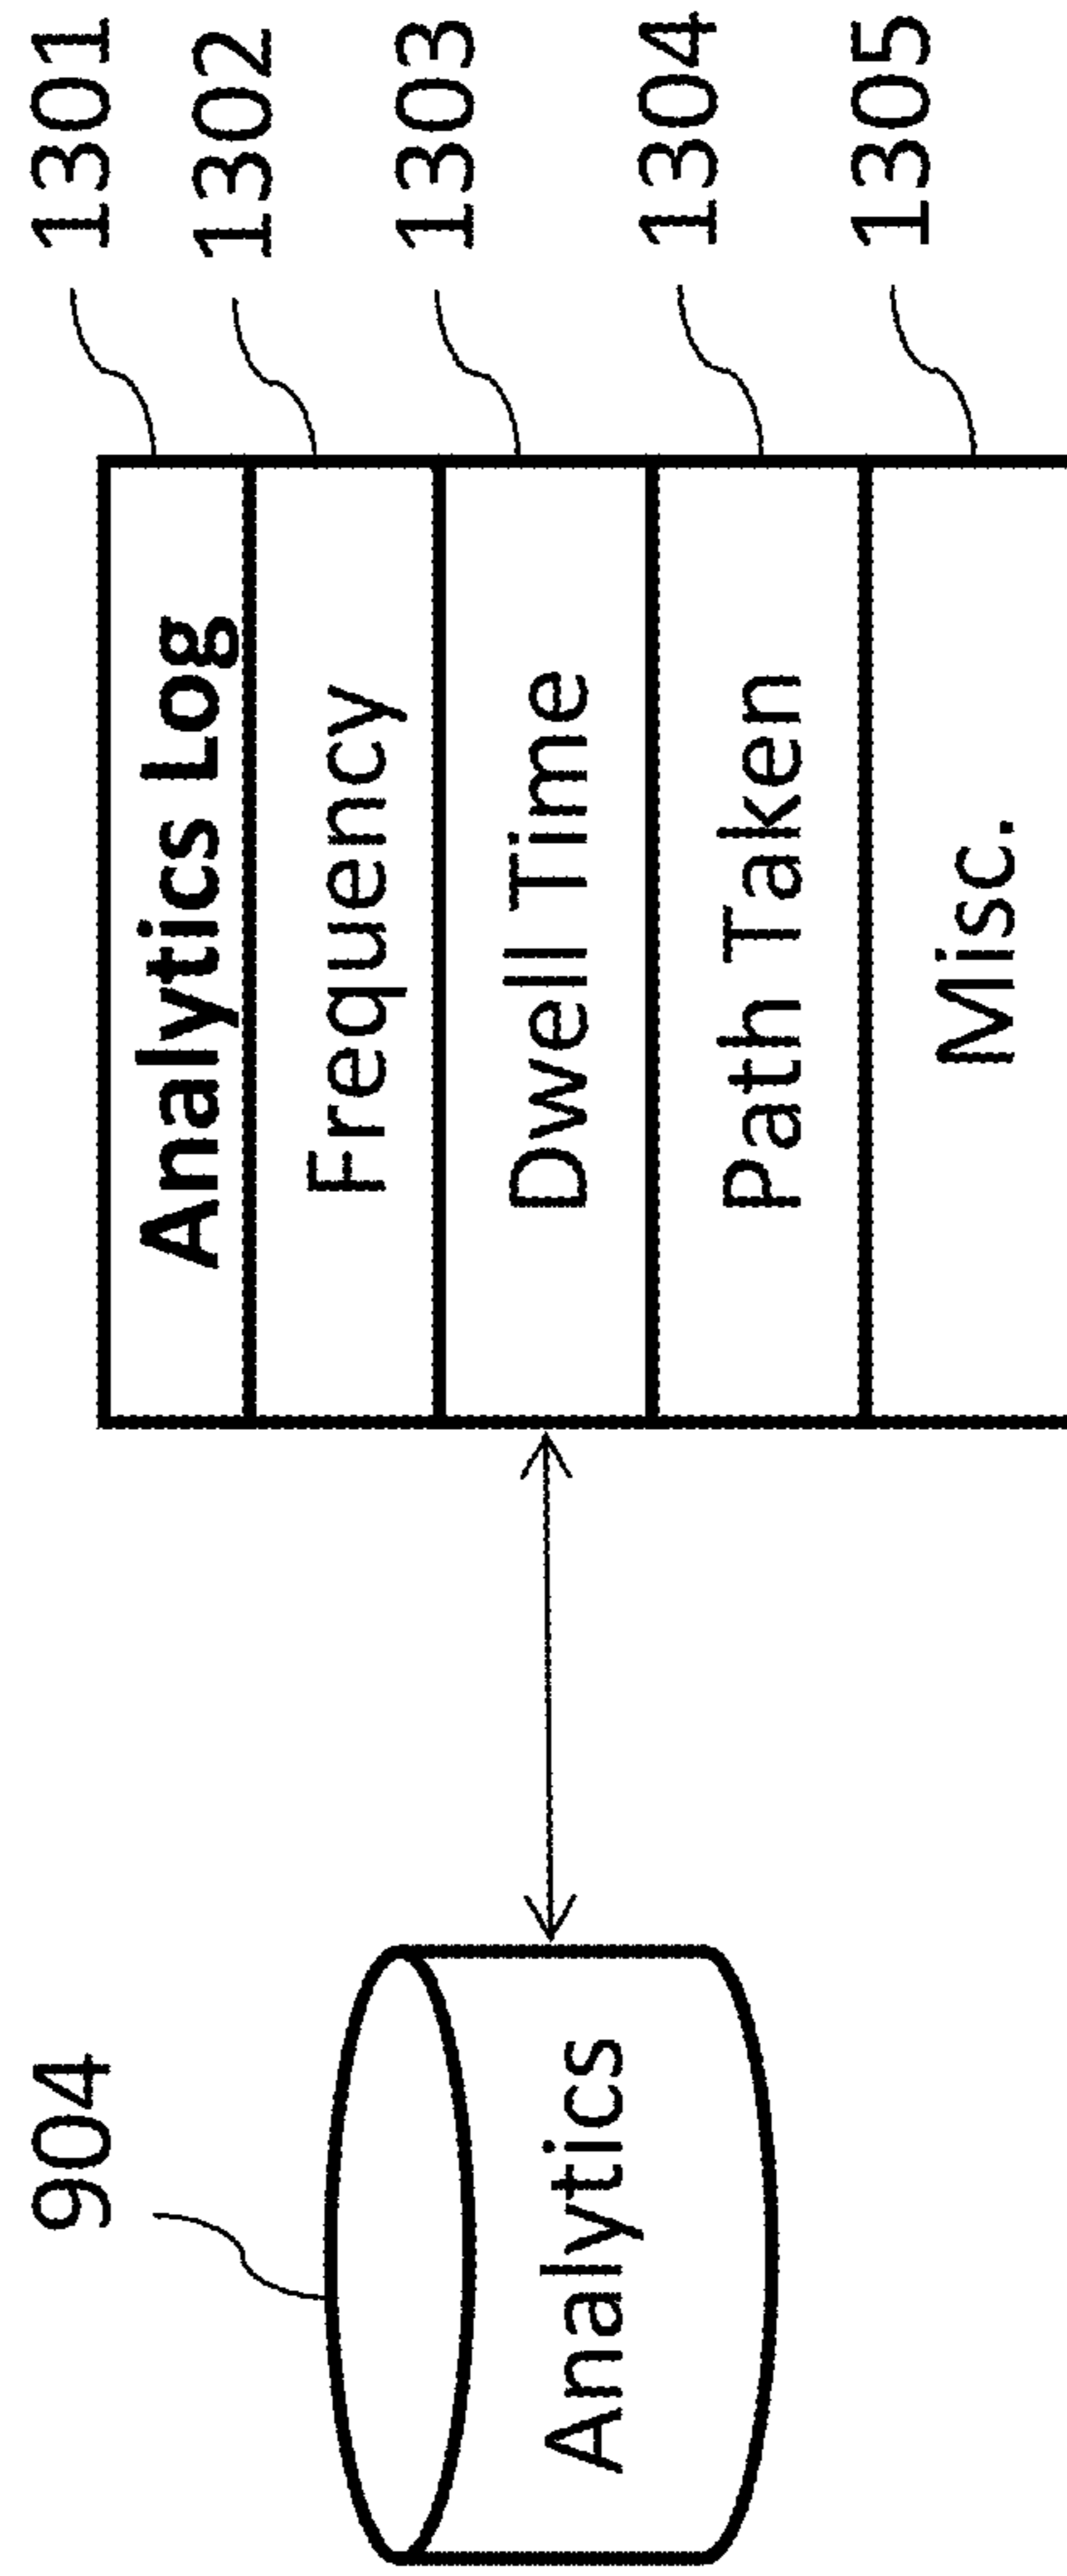 904
Analytics
Analytics Log
1301
Frequency
1302
Dwell Time
1303
Path Taken
1304
Misc.
1305